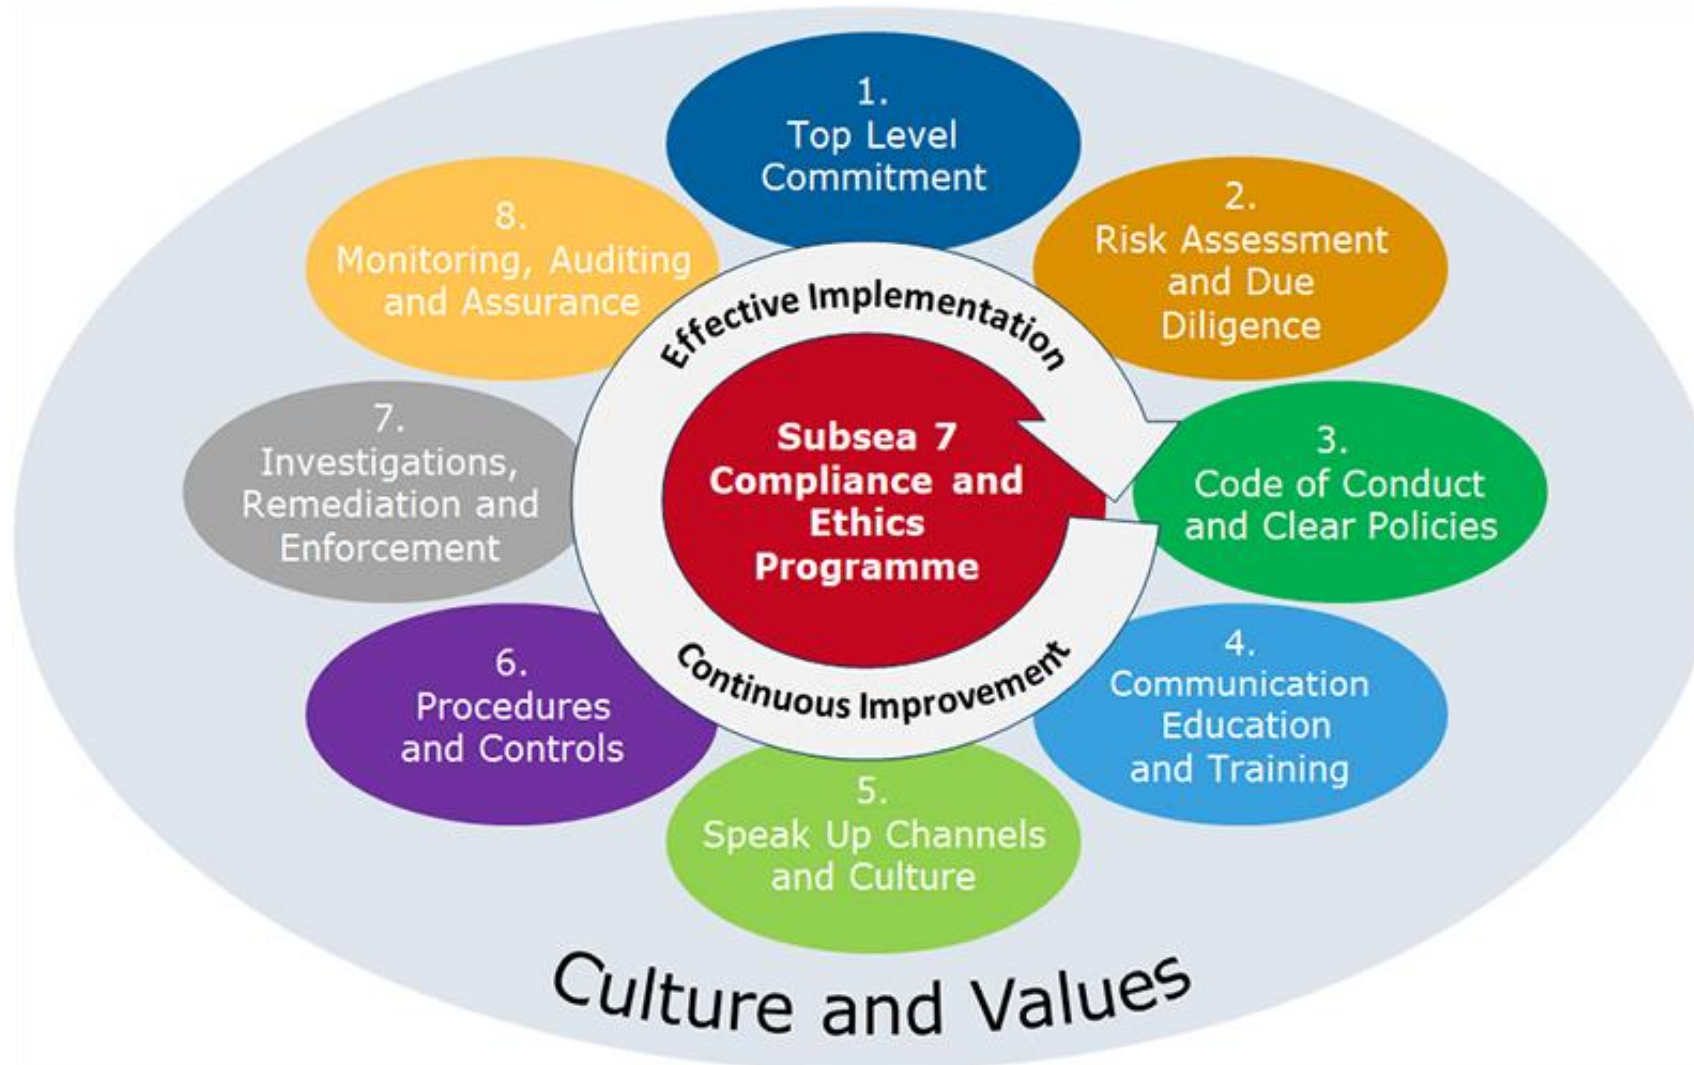 1.
Top Level
Commitment
2.
Risk Assessment
and Due
Diligence
3.
Code of Conduct
and Clear Policies
4.
Communication
Education
and Training
5.
Speak Up Channels
and Culture
6.
Procedures
and Controls
7.
Investigations,
Remediation and
Enforcement
8.
Monitoring, Auditing
and Assurance
Effective Implementation
Subsea 7
Compliance and
Ethics
Programme
Continuous Improvement
Culture and Values